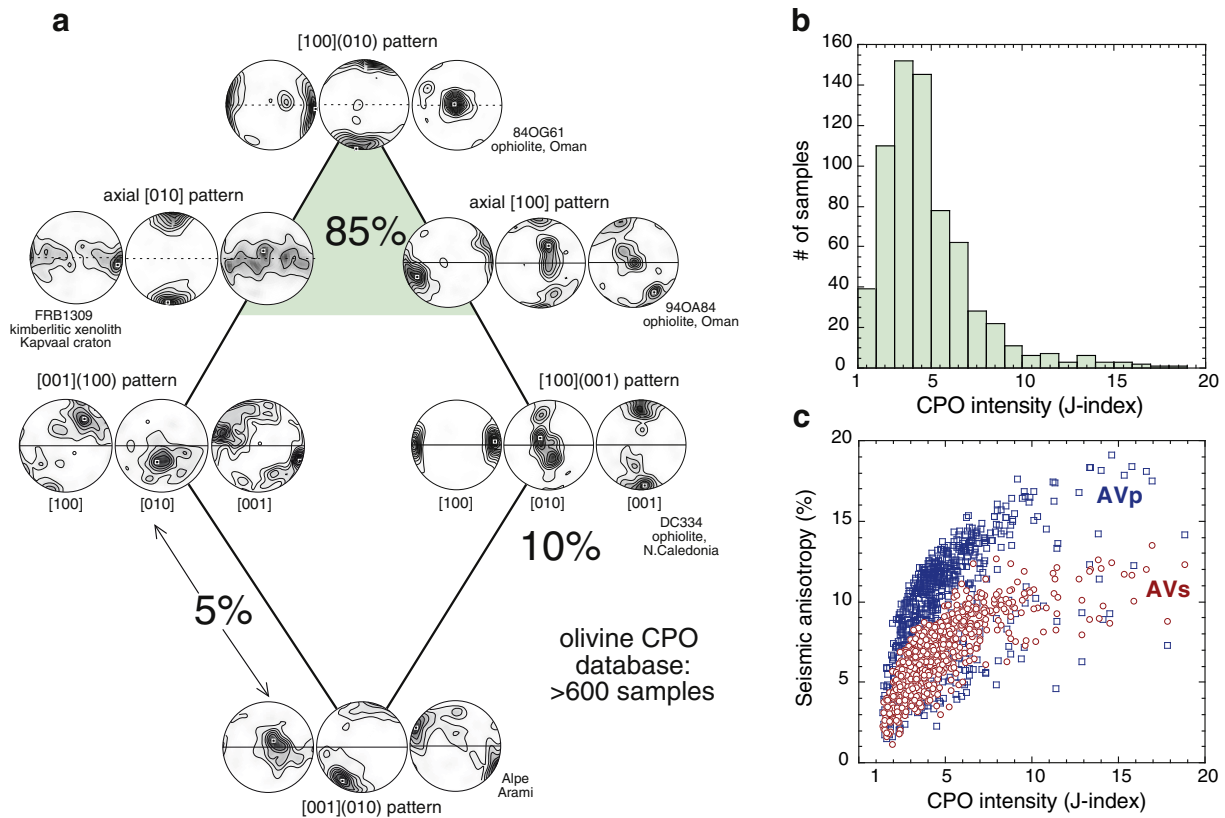 a
[100](010) pattern
84OG61
ophiolite, Oman
axial [010] pattern
axial [100] pattern
85%
FRB1309
kimberlitic xenolith
Kapvaal craton
94OA84
ophiolite, Oman
[001](100) pattern
[100](001) pattern
[100]
[010]
[001]
[100]
[010]
[001]
DC334
ophiolite,
N.Caledonia
10%
5%
olivine CPO
database:
>600 samples
Alpe
Arami
[001](010) pattern
b
# of samples
160
140
120
100
80
60
40
20
0
1
5
10
15
20
CPO intensity (J-index)
c
Seismic anisotropy (%)
20
15
10
5
0
AVp
AVs
1
5
10
15
20
CPO intensity (J-index)